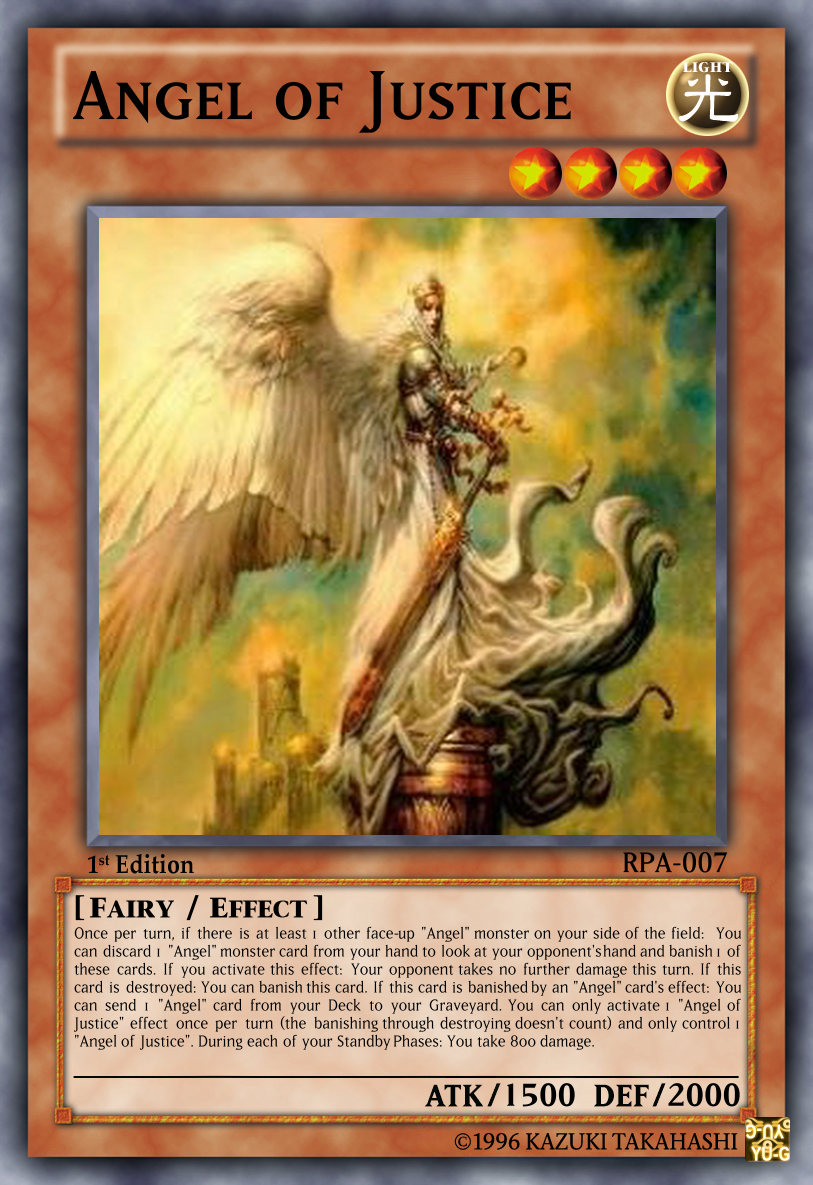 Angel of Justice
LIGHT
光
1st Edition
RPA-007
[ Fairy / Effect ]
Once per turn, if there is at least 1 other face-up "Angel" monster on your side of the field: You
can discard 1 "Angel" monster card from your hand to look at your opponent's hand and banish 1 of
these cards. If you activate this effect: Your opponent takes no further damage this turn. If this
card is destroyed: You can banish this card. If this card is banished by an "Angel" card's effect: You
can send 1 "Angel" card from your Deck to your Graveyard. You can only activate 1 "Angel of
Justice" effect once per turn (the banishing through destroying doesn't count) and only control 1
"Angel of Justice". During each of your Standby Phases: You take 800 damage.
ATK/1500 DEF/2000
©1996 KAZUKI TAKAHASHI